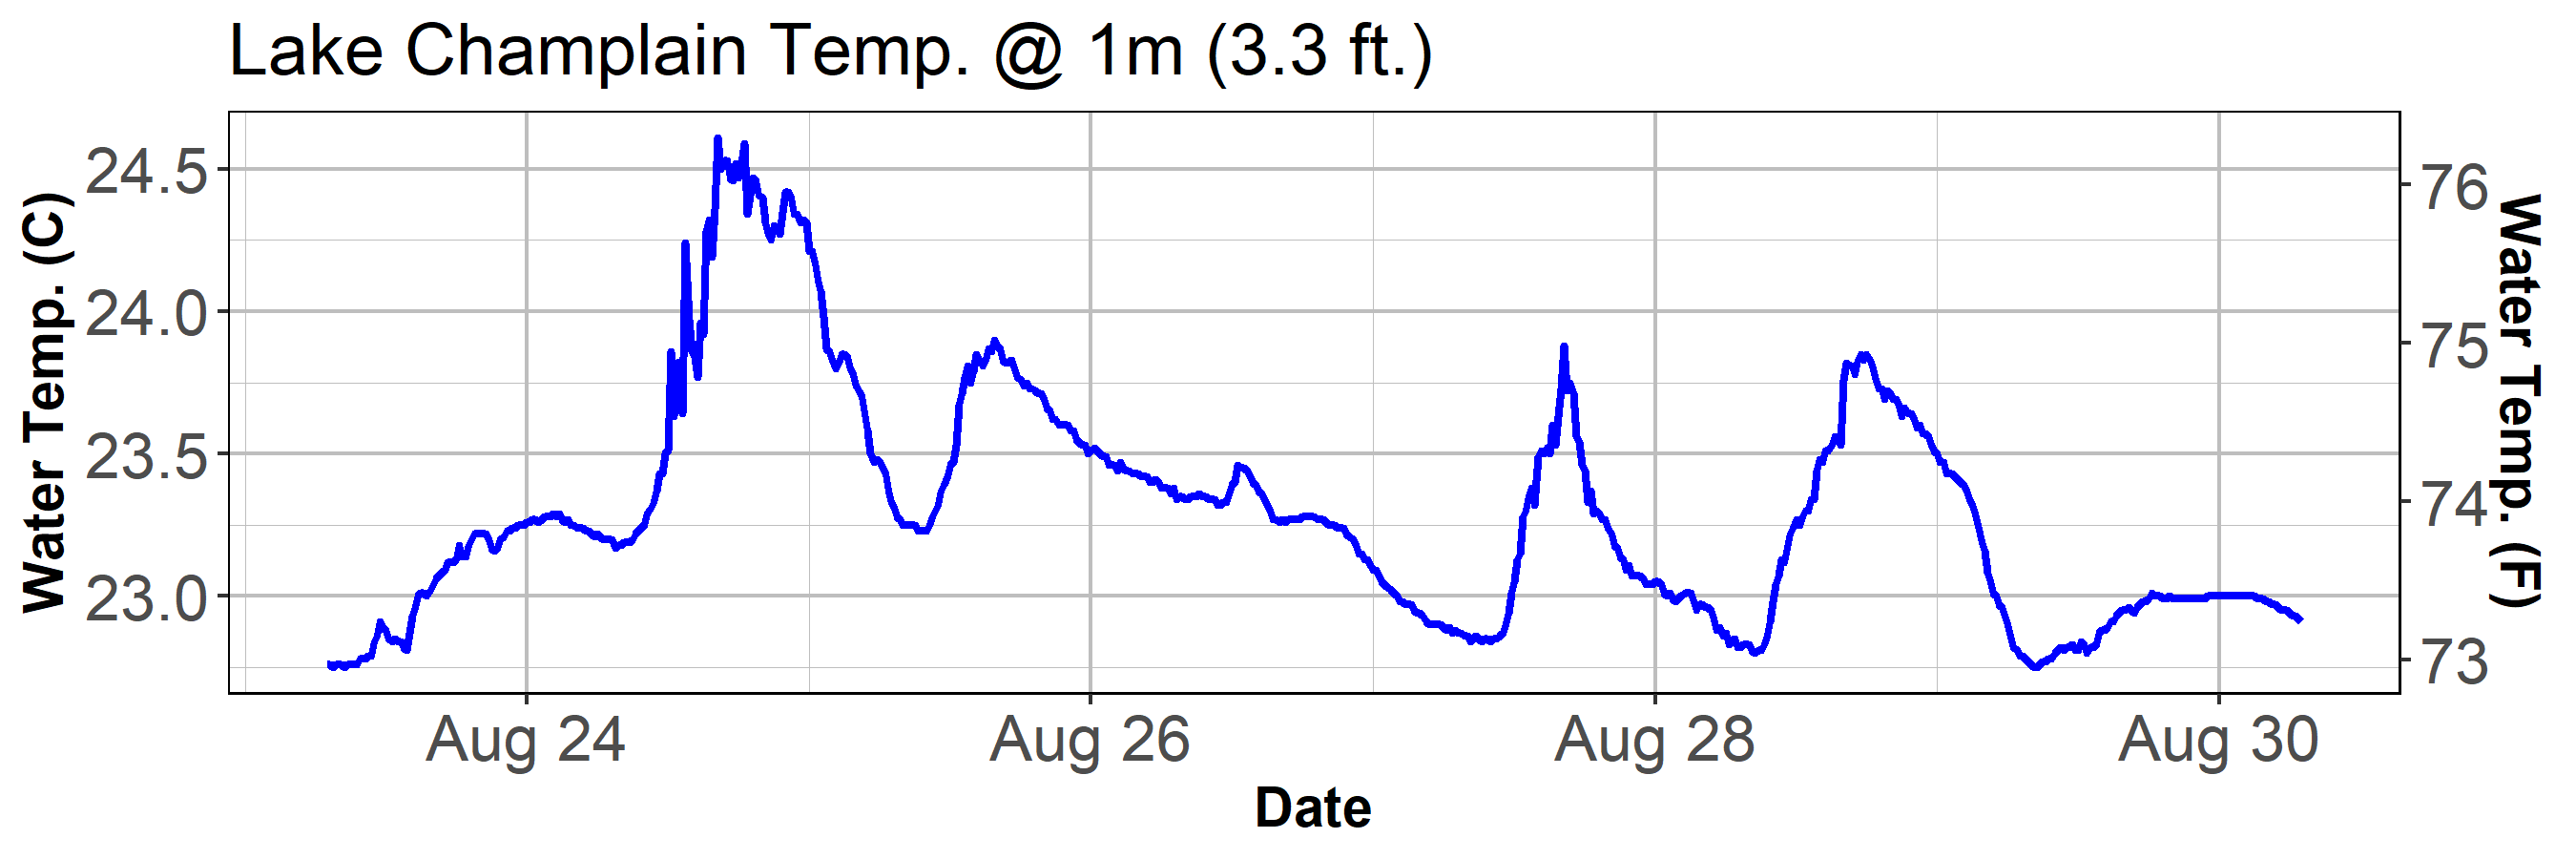 Lake Champlain Temp. @ 1m (3.3 ft.)
Water Temp. (C)
24.5
24.0
23.5
23.0
76
75
74
73
Water Temp. (F)
Aug 24 Aug 26 Aug 28 Aug 30
Date